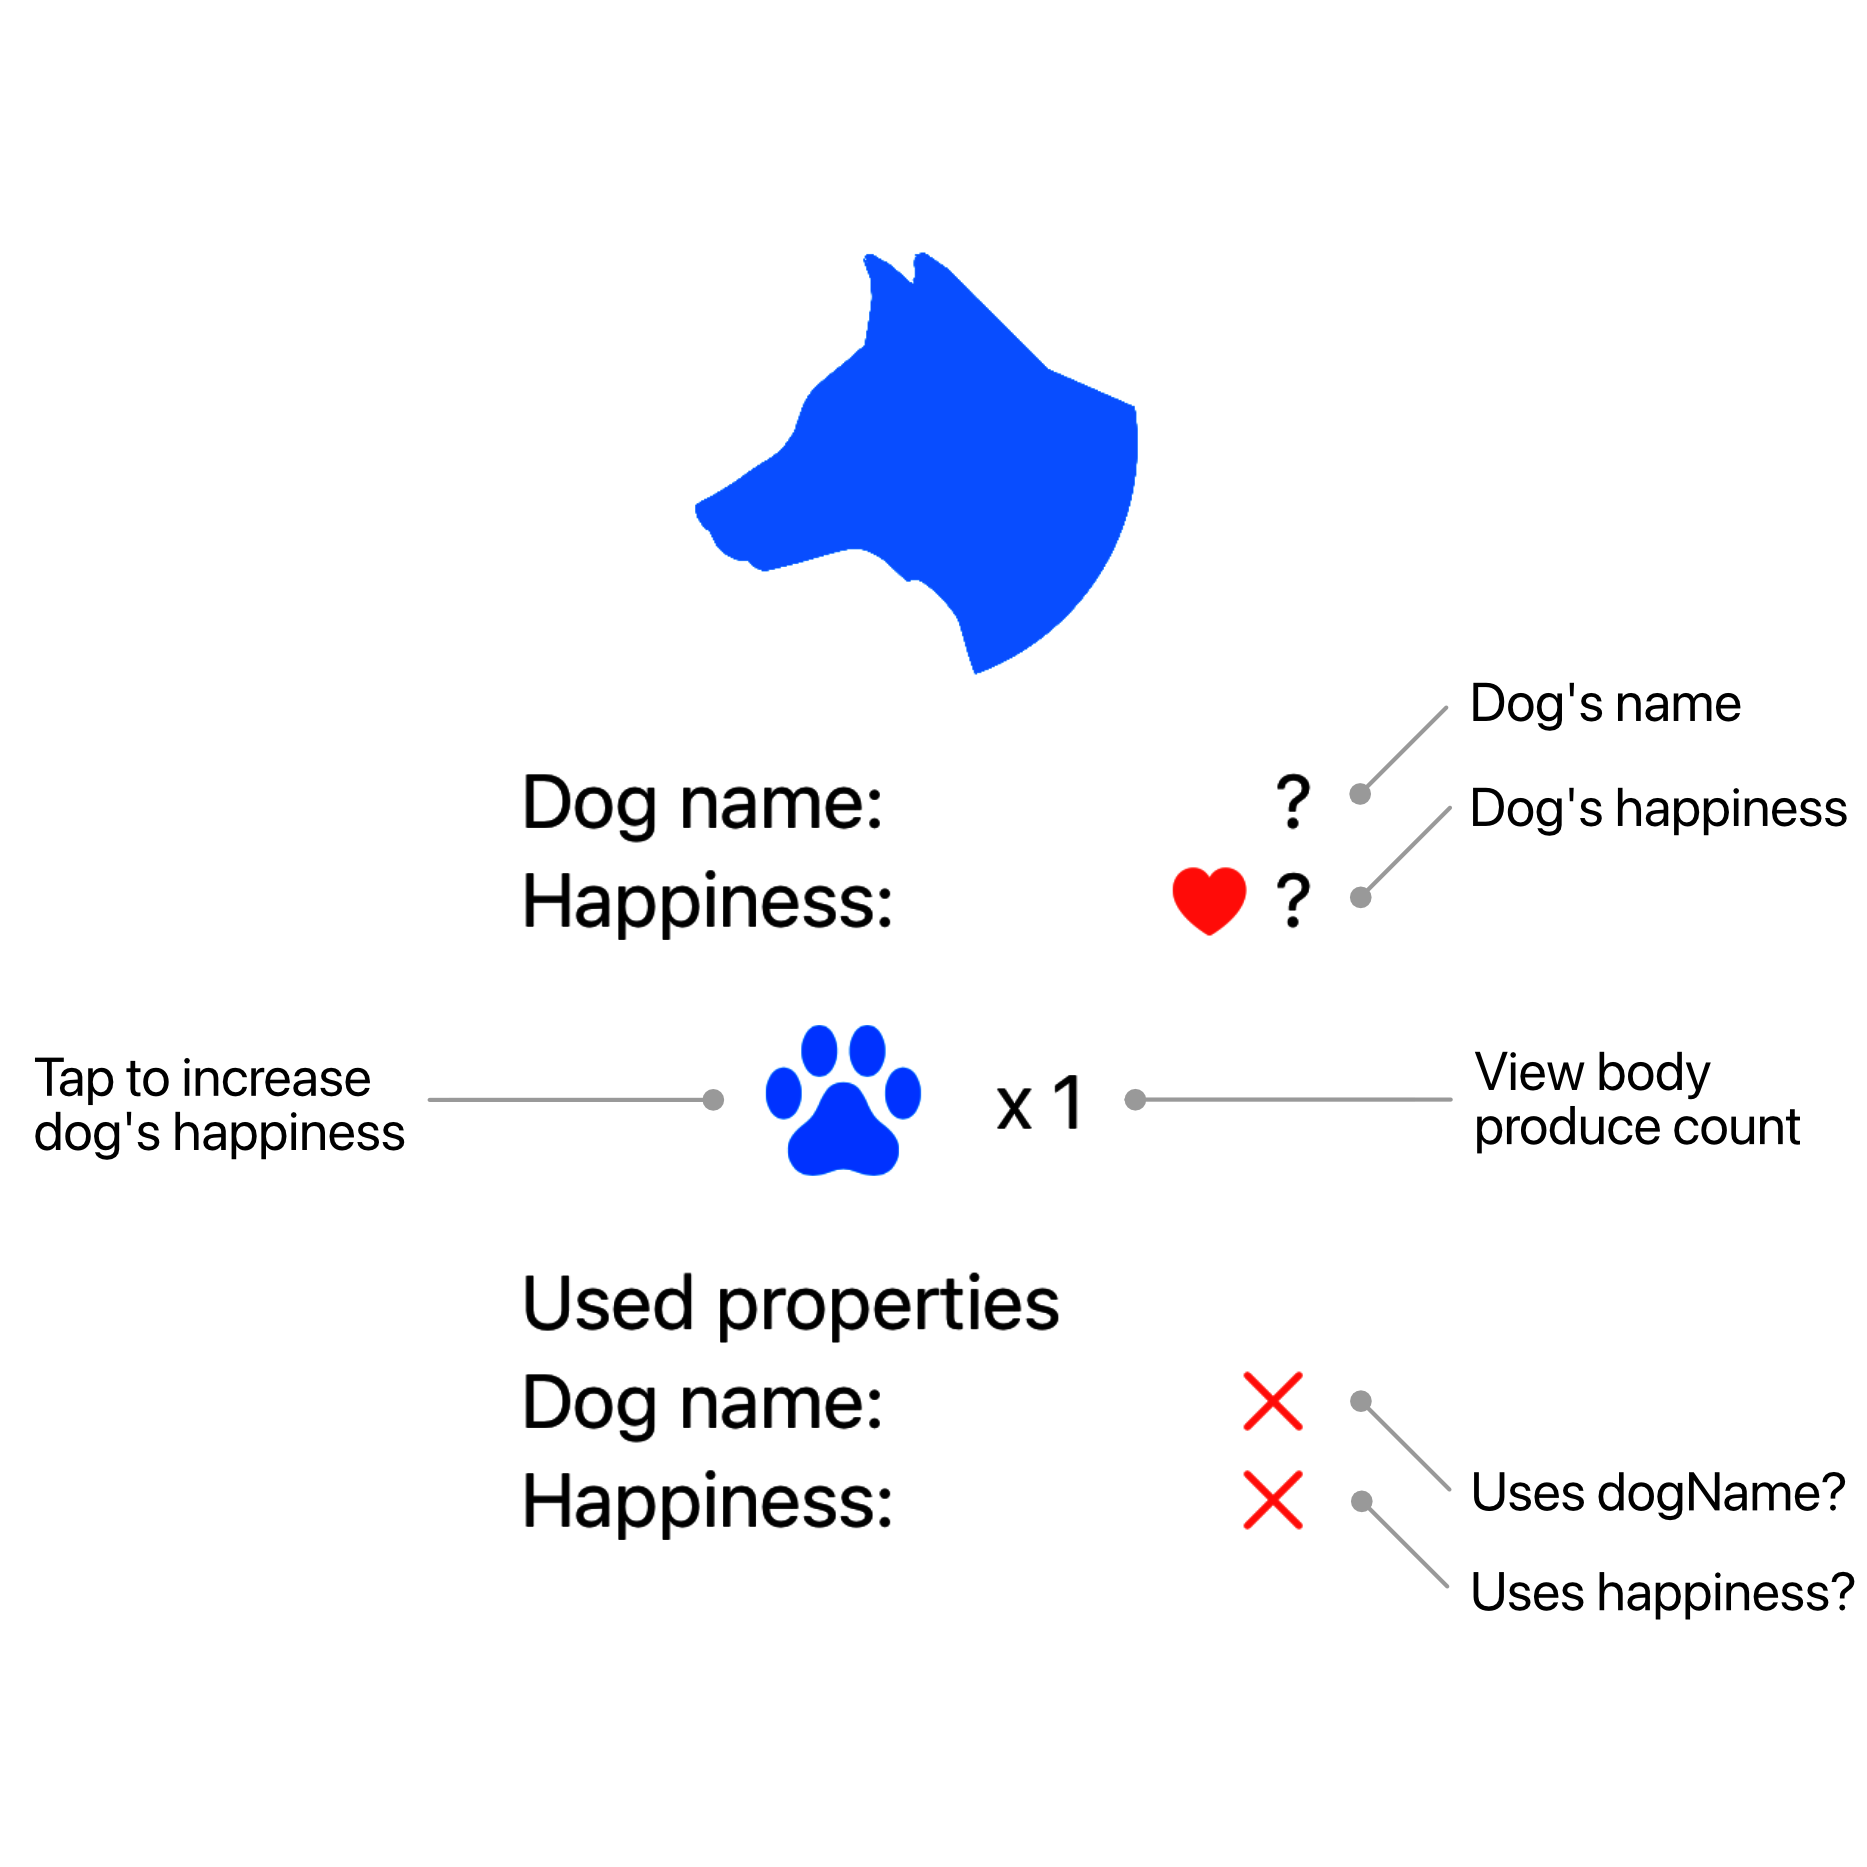 Dog's name
Dog name: ?
Dog's happiness
Happiness: ?
Tap to increase
dog's happiness
x 1
View body
produce count
Used properties
Dog name:
Happiness:
Uses dogName?
Uses happiness?